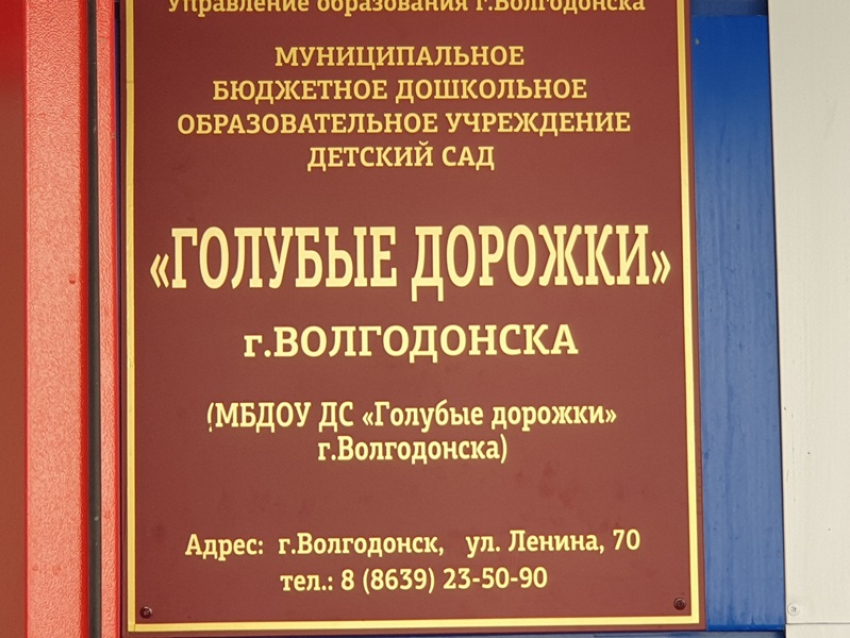 Управление образования г.Волгодонска
МУНИЦИПАЛЬНОЕ
БЮДЖЕТНОЕ ДОШКОЛЬНОЕ
ОБРАЗОВАТЕЛЬНОЕ УЧРЕЖДЕНИЕ
ДЕТСКИЙ САД
«ГОЛУБЫЕ ДОРОЖКИ»
г.ВОЛГОДОНСКА
(МБДОУ ДС «Голубые дорожки»
г.Волгодонска)
Адрес: г.Волгодонск, ул. Ленина, 70
тел.: 8 (8639) 23-50-90